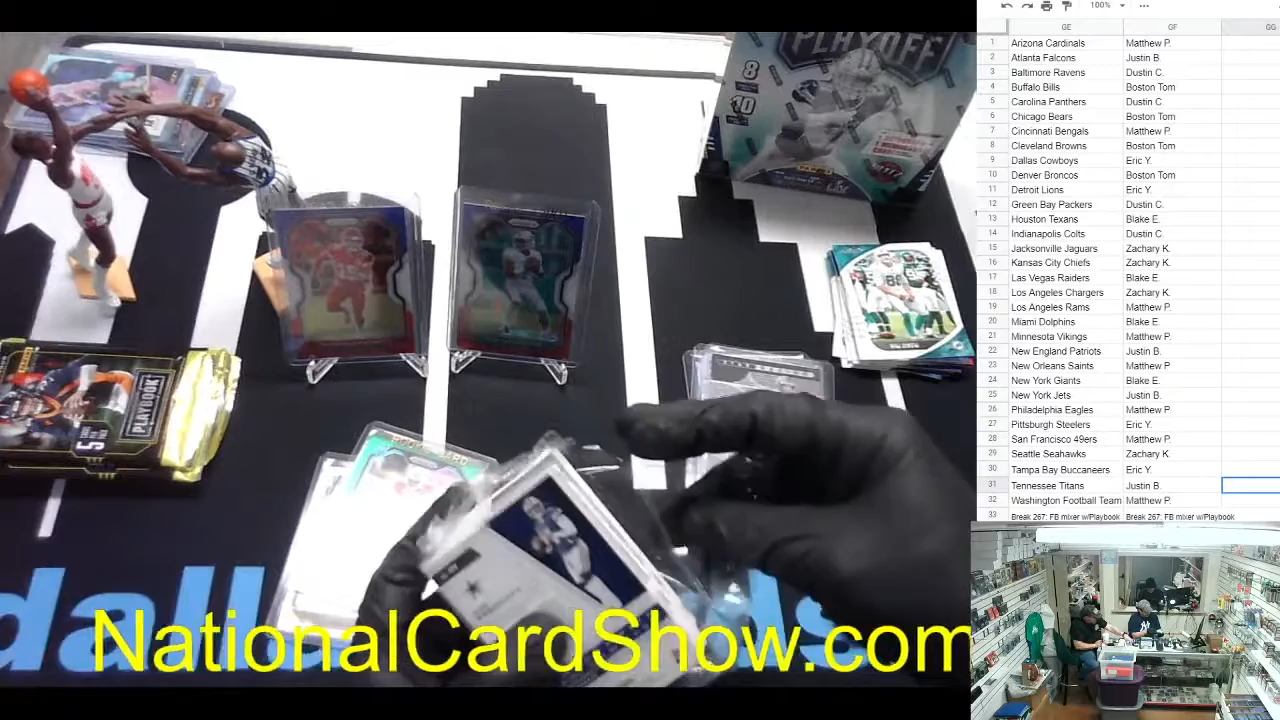 PLAYOFF
8
10
PLAYBOOK
5
NationalCardShow.com
100%
GE GF GG
1 Arizona Cardinals Matthew P.
2 Atlanta Falcons Justin B.
3 Baltimore Ravens Dustin C.
4 Buffalo Bills Boston Tom
5 Carolina Panthers Dustin C
6 Chicago Bears Boston Tom
7 Cincinnati Bengals Matthew P.
8 Cleveland Browns Boston Tom
9 Dallas Cowboys Eric Y.
10 Denver Broncos Boston Tom
11 Detroit Lions Eric Y.
12 Green Bay Packers Dustin C.
13 Houston Texans Blake E.
14 Indianapolis Colts Dustin C.
15 Jacksonville Jaguars Zachary K.
16 Kansas City Chiefs Zachary K.
17 Las Vegas Raiders Blake E.
18 Los Angeles Chargers Zachary K.
19 Los Angeles Rams Matthew P.
20 Miami Dolphins Blake E.
21 Minnesota Vikings Matthew P.
22 New England Patriots Justin B.
23 New Orleans Saints Matthew P
24 New York Giants Blake E.
25 New York Jets Justin B.
26 Philadelphia Eagles Matthew P
27 Pittsburgh Steelers Eric Y.
28 San Francisco 49ers Matthew P.
29 Seattle Seahawks Zachary K.
30 Tampa Bay Buccaneers Eric Y.
31 Tennessee Titans Justin B.
32 Washington Football Team Matthew P.
33 Break 267: FB mixer w/Playbook Break 267: FB mixer w/Playbook